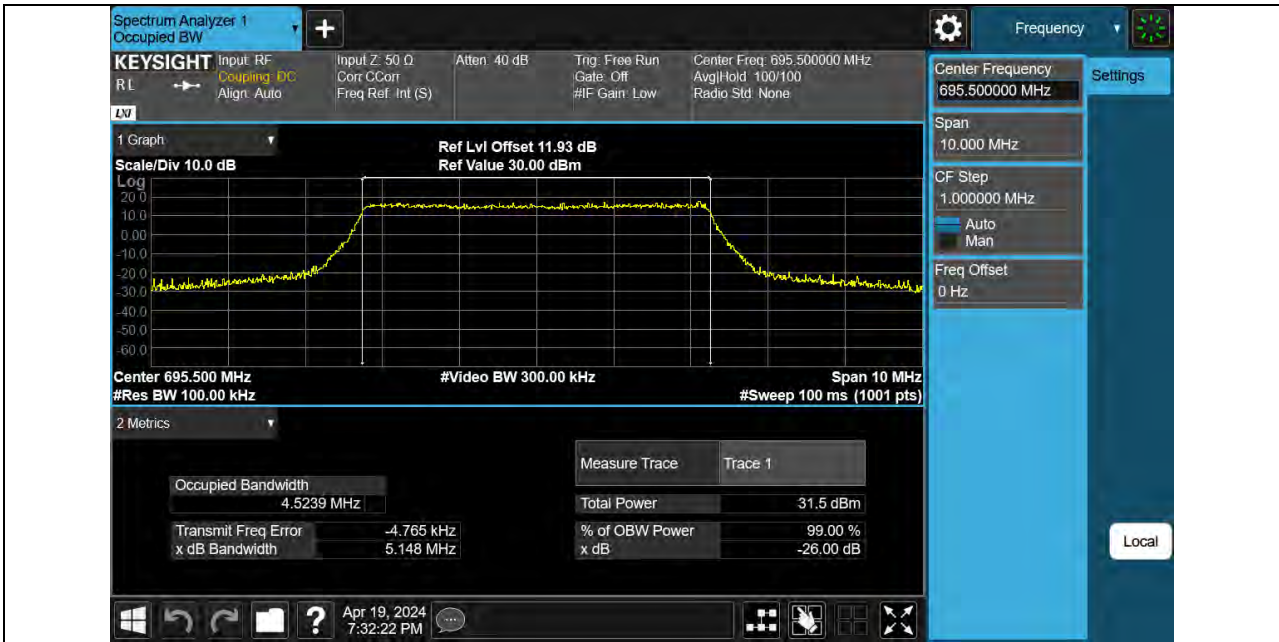 Spectrum Analyzer 1
Occupied BW
Frequency
KEYSIGHT
RL
LXI
Input: RF
Coupling: DC
Align: Auto
Input Z: 50 Ω
Corr CCorr
Freq Ref: Int (S)
Atten: 40 dB
Trig: Free Run
Gate: Off
#IF Gain: Low
Center Freq: 695.500000 MHz
Avg|Hold: 100/100
Radio Std: None
Center Frequency
695.500000 MHz
Settings
Span
10.000 MHz
CF Step
1.000000 MHz
Auto
Man
Freq Offset
0 Hz
Local
1 Graph
Scale/Div 10.0 dB
Ref Lvl Offset 11.93 dB
Ref Value 30.00 dBm
Log
20.0
10.0
0.00
-10.0
-20.0
-30.0
-40.0
-50.0
-60.0
Center 695.500 MHz
#Video BW 300.00 kHz
Span 10 MHz
#Res BW 100.00 kHz
#Sweep 100 ms (1001 pts)
2 Metrics
Measure Trace Trace 1
Occupied Bandwidth
4.5239 MHz
Total Power 31.5 dBm
Transmit Freq Error -4.765 kHz
% of OBW Power 99.00 %
x dB Bandwidth 5.148 MHz
x dB -26.00 dB
?
Apr 19, 2024
7:32:22 PM